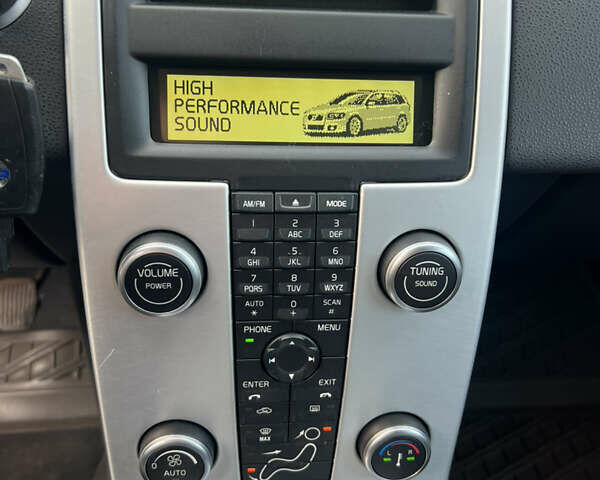 HIGH
PERFORMANCE
SOUND
AM/FM MODE
1 2 ABC 3 DEF
4 GHI 5 JKL 6 MNO
7 PQRS 8 TUV 9 WXYZ
AUTO * 0 + SCAN #
VOLUME
POWER
TUNING
SOUND
PHONE MENU
ENTER EXIT
MAX
AUTO
0
L R